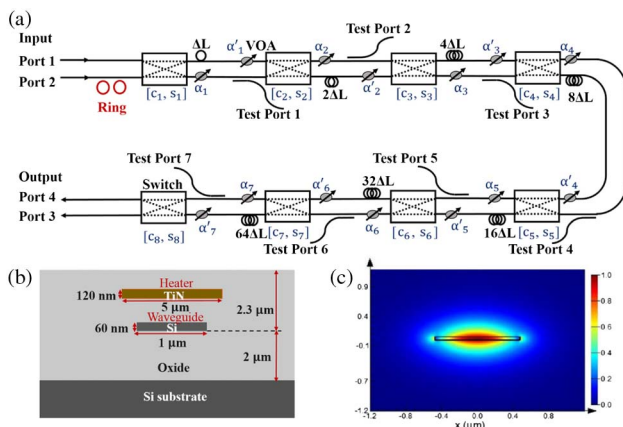 (a)
Input
Port 1
Port 2
Ring
ΔL
α'₁ VOA
α₂
Test Port 2
4ΔL
α'₃
α₄
[c₁, s₁]
α₁
Test Port 1
[c₂, s₂]
2ΔL
α'₂
[c₃, s₃]
α₃
Test Port 3
[c₄, s₄]
8ΔL
Output
Port 4
Port 3
Test Port 7
Switch
α₇
α'₆
32ΔL
Test Port 5
α₅
α'₄
[c₈, s₈]
α'₇
64ΔL
[c₇, s₇]
Test Port 6
α₆
[c₆, s₆]
α'₅
16ΔL
[c₅, s₅]
Test Port 4
(b)
Heater
120 nm
TiN
5 μm
Waveguide
60 nm
Si
1 μm
2.3 μm
2 μm
Oxide
Si substrate
(c)
0.5
0.2
-0.1
-0.4
-0.7
-1.2
-1.2
-0.6
0.0
0.4
1.2
x (μm)
1.0
0.8
0.6
0.4
0.2
0.0